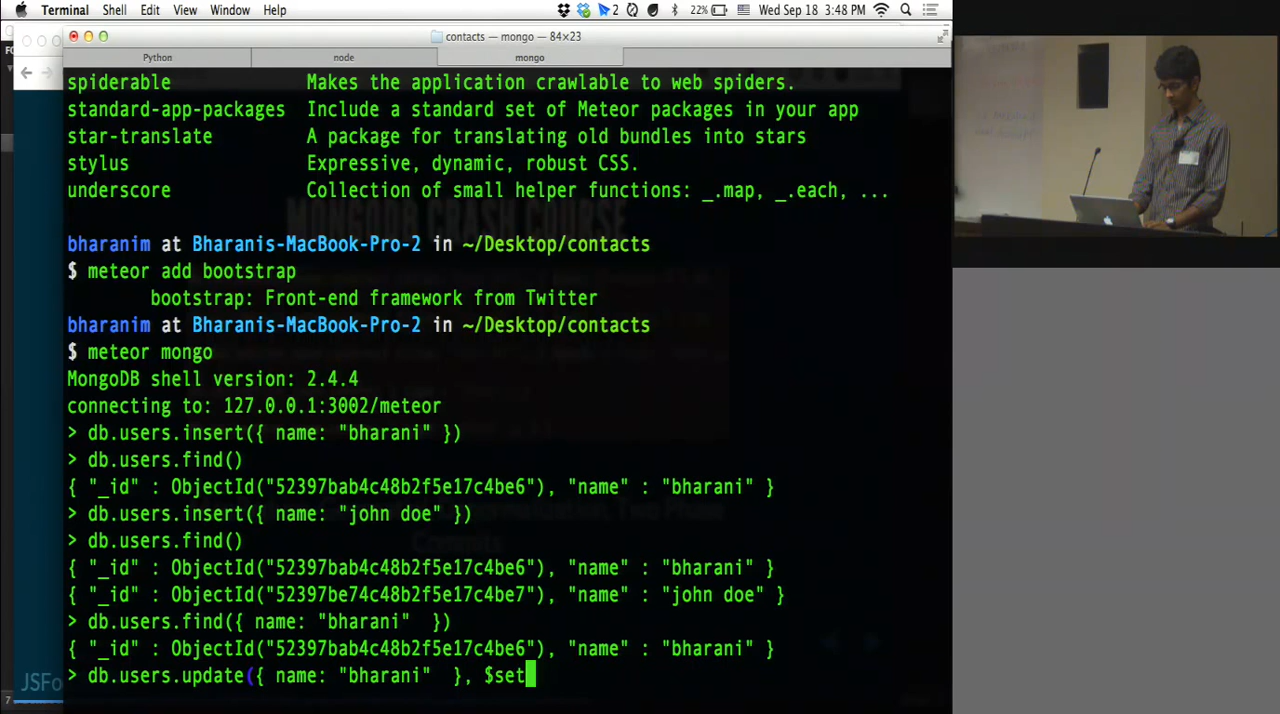 Terminal Shell Edit View Window Help 2 22% Wed Sep 18 3:48 PM
contacts — mongo — 84×23
Python node mongo
spiderable Makes the application crawlable to web spiders.
standard-app-packages Include a standard set of Meteor packages in your app
star-translate A package for translating old bundles into stars
stylus Expressive, dynamic, robust CSS.
underscore Collection of small helper functions: _.map, _.each, ...
MONGODB CRASH COURSE
bharanim at Bharanis-MacBook-Pro-2 in ~/Desktop/contacts
$ meteor add bootstrap
bootstrap: Front-end framework from Twitter
bharanim at Bharanis-MacBook-Pro-2 in ~/Desktop/contacts
$ meteor mongo
MongoDB shell version: 2.4.4
connecting to: 127.0.0.1:3002/meteor
> db.users.insert({ name: "bharani" })
> db.users.find()
{ "_id" : ObjectId("52397bab4c48b2f5e17c4be6"), "name" : "bharani" }
> db.users.insert({ name: "john doe" })
> db.users.find()
{ "_id" : ObjectId("52397bab4c48b2f5e17c4be6"), "name" : "bharani" }
{ "_id" : ObjectId("52397be74c48b2f5e17c4be7"), "name" : "john doe" }
> db.users.find({ name: "bharani"  })
{ "_id" : ObjectId("52397bab4c48b2f5e17c4be6"), "name" : "bharani" }
> db.users.update({ name: "bharani"  }, $set
JSFo
7